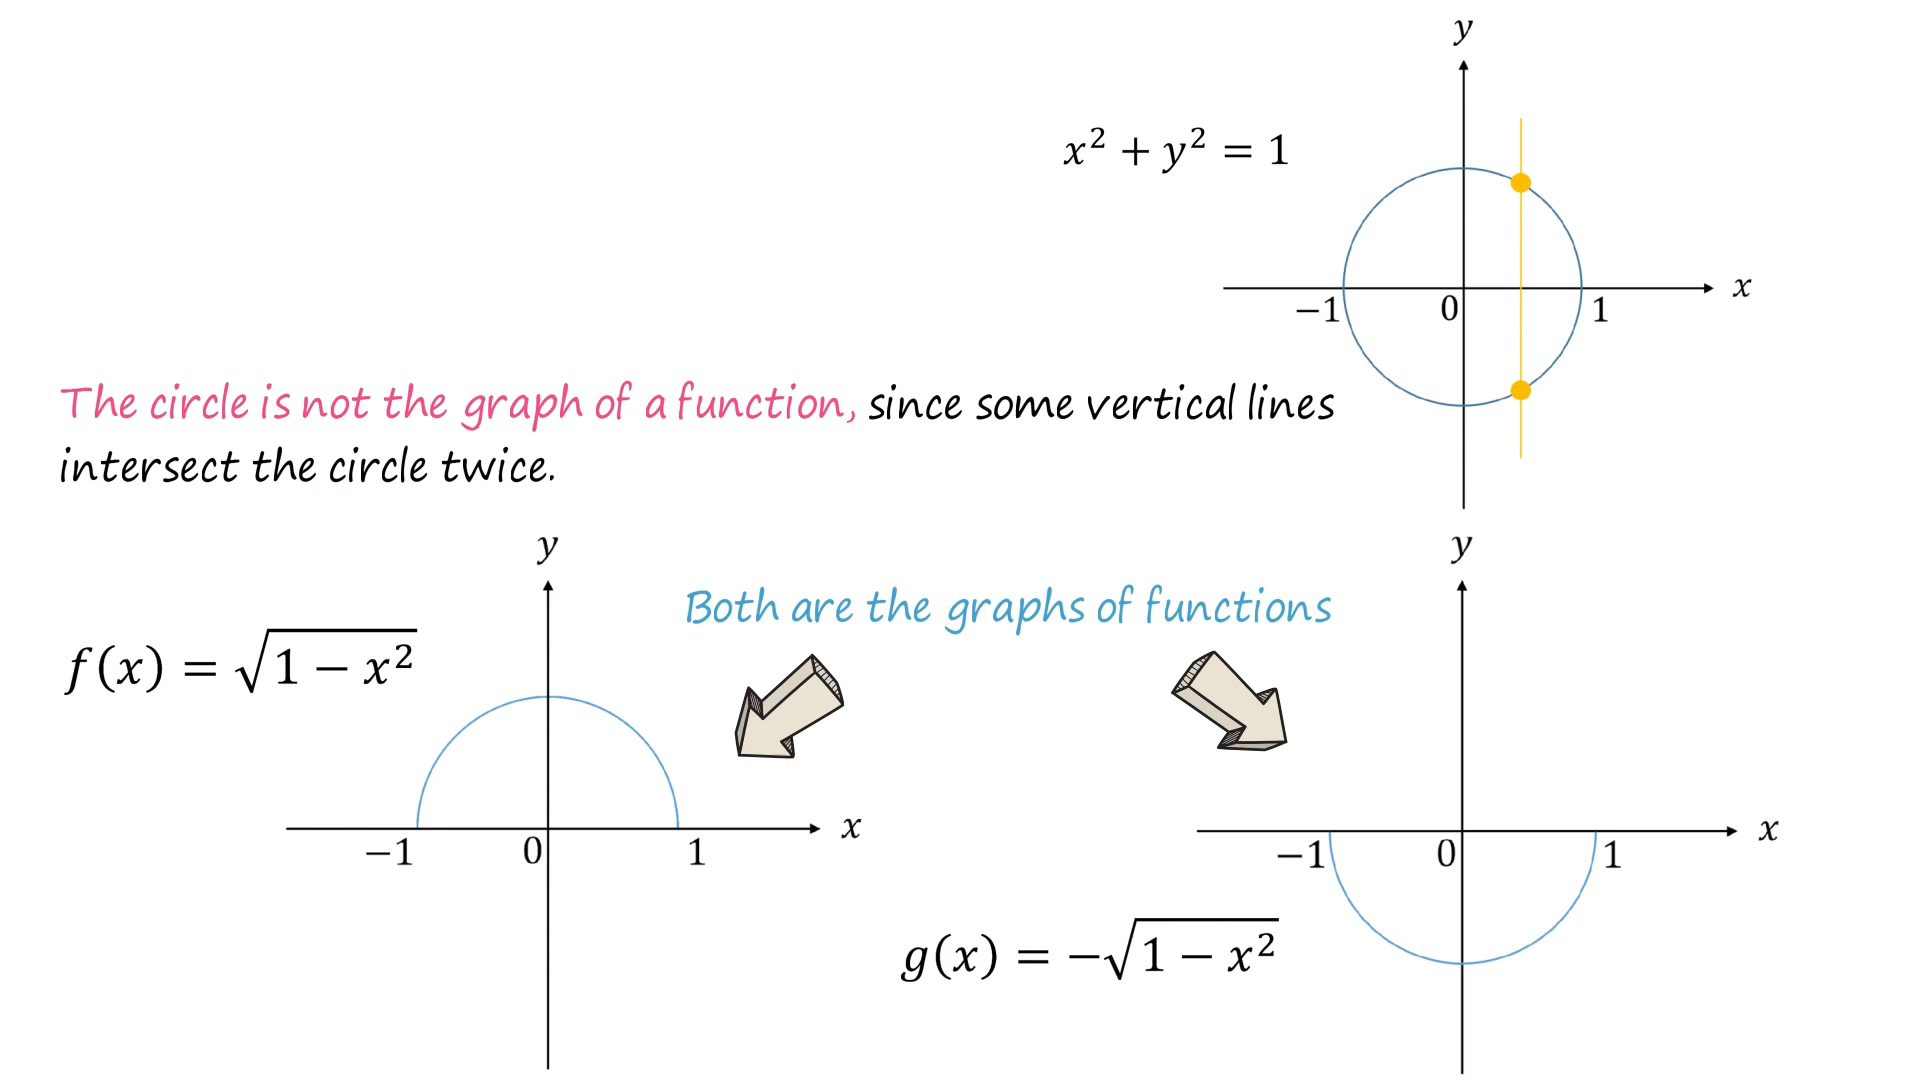 y
x² + y² = 1
x
−1
0
1
The circle is not the graph of a function, since some vertical lines
intersect the circle twice.
y
y
Both are the graphs of functions
f(x) = √(1 − x²)
x
−1
0
1
x
−1
0
1
g(x) = −√(1 − x²)